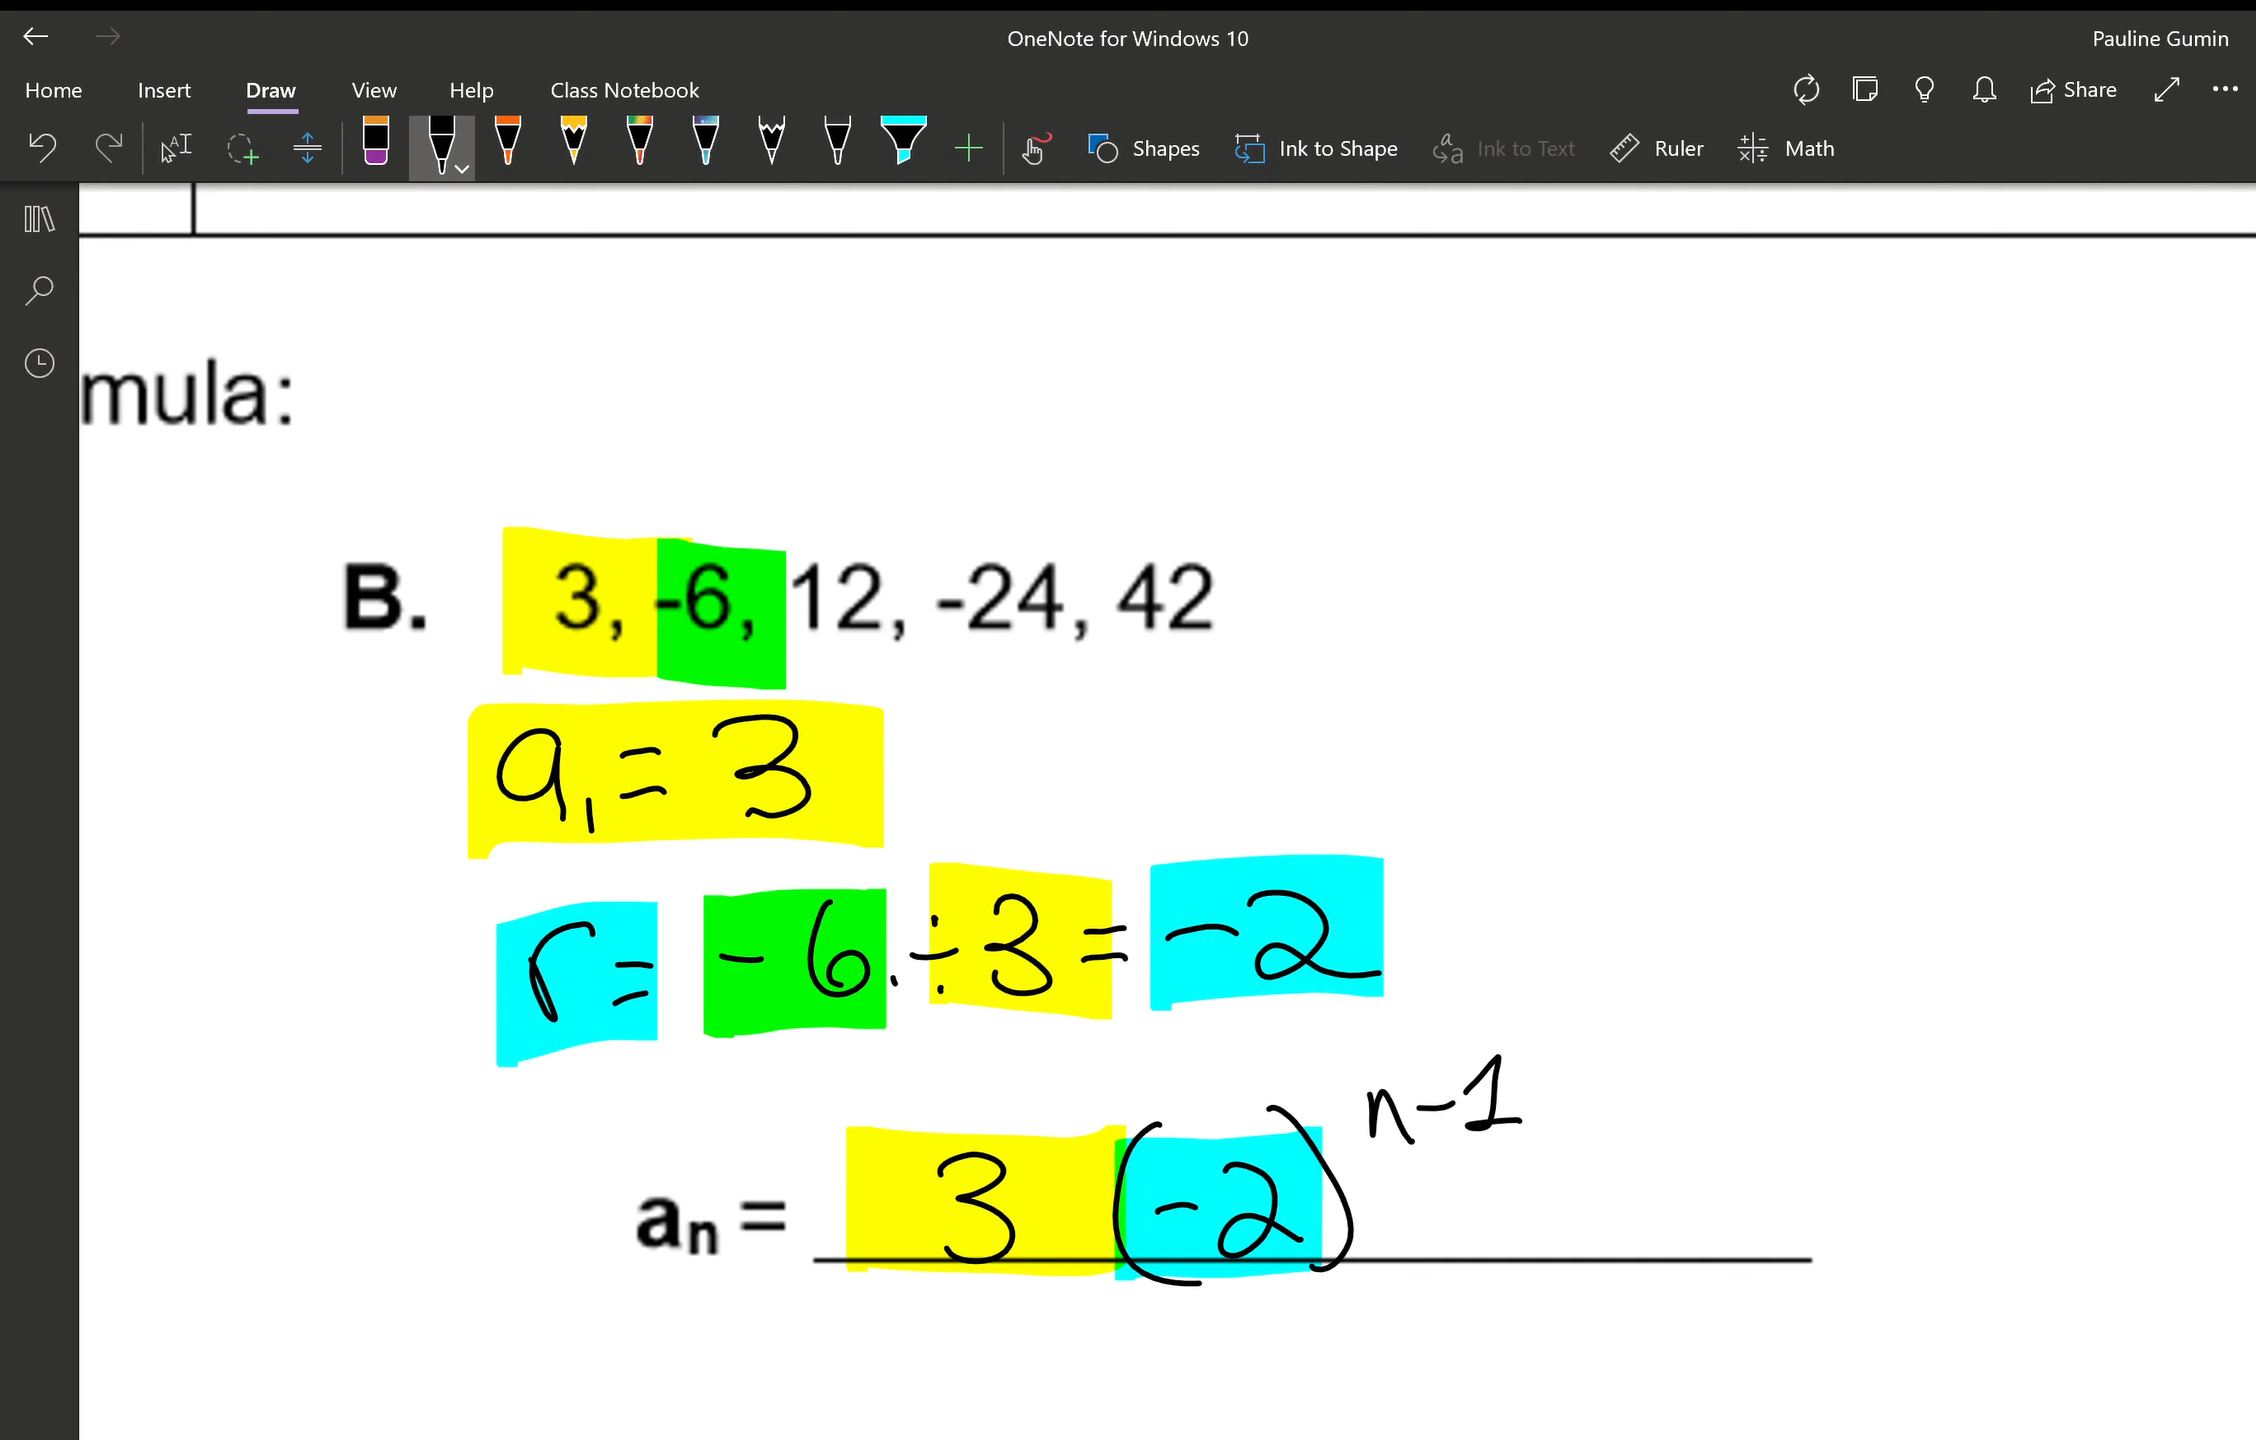 OneNote for Windows 10 Pauline Gumin
Home Insert Draw View Help Class Notebook Share
Shapes Ink to Shape Ink to Text Ruler Math
mula:
B. 3, -6, 12, -24, 42
a₁ = 3
r = -6 ÷ 3 = -2
aₙ = 3 (-2)ⁿ⁻¹